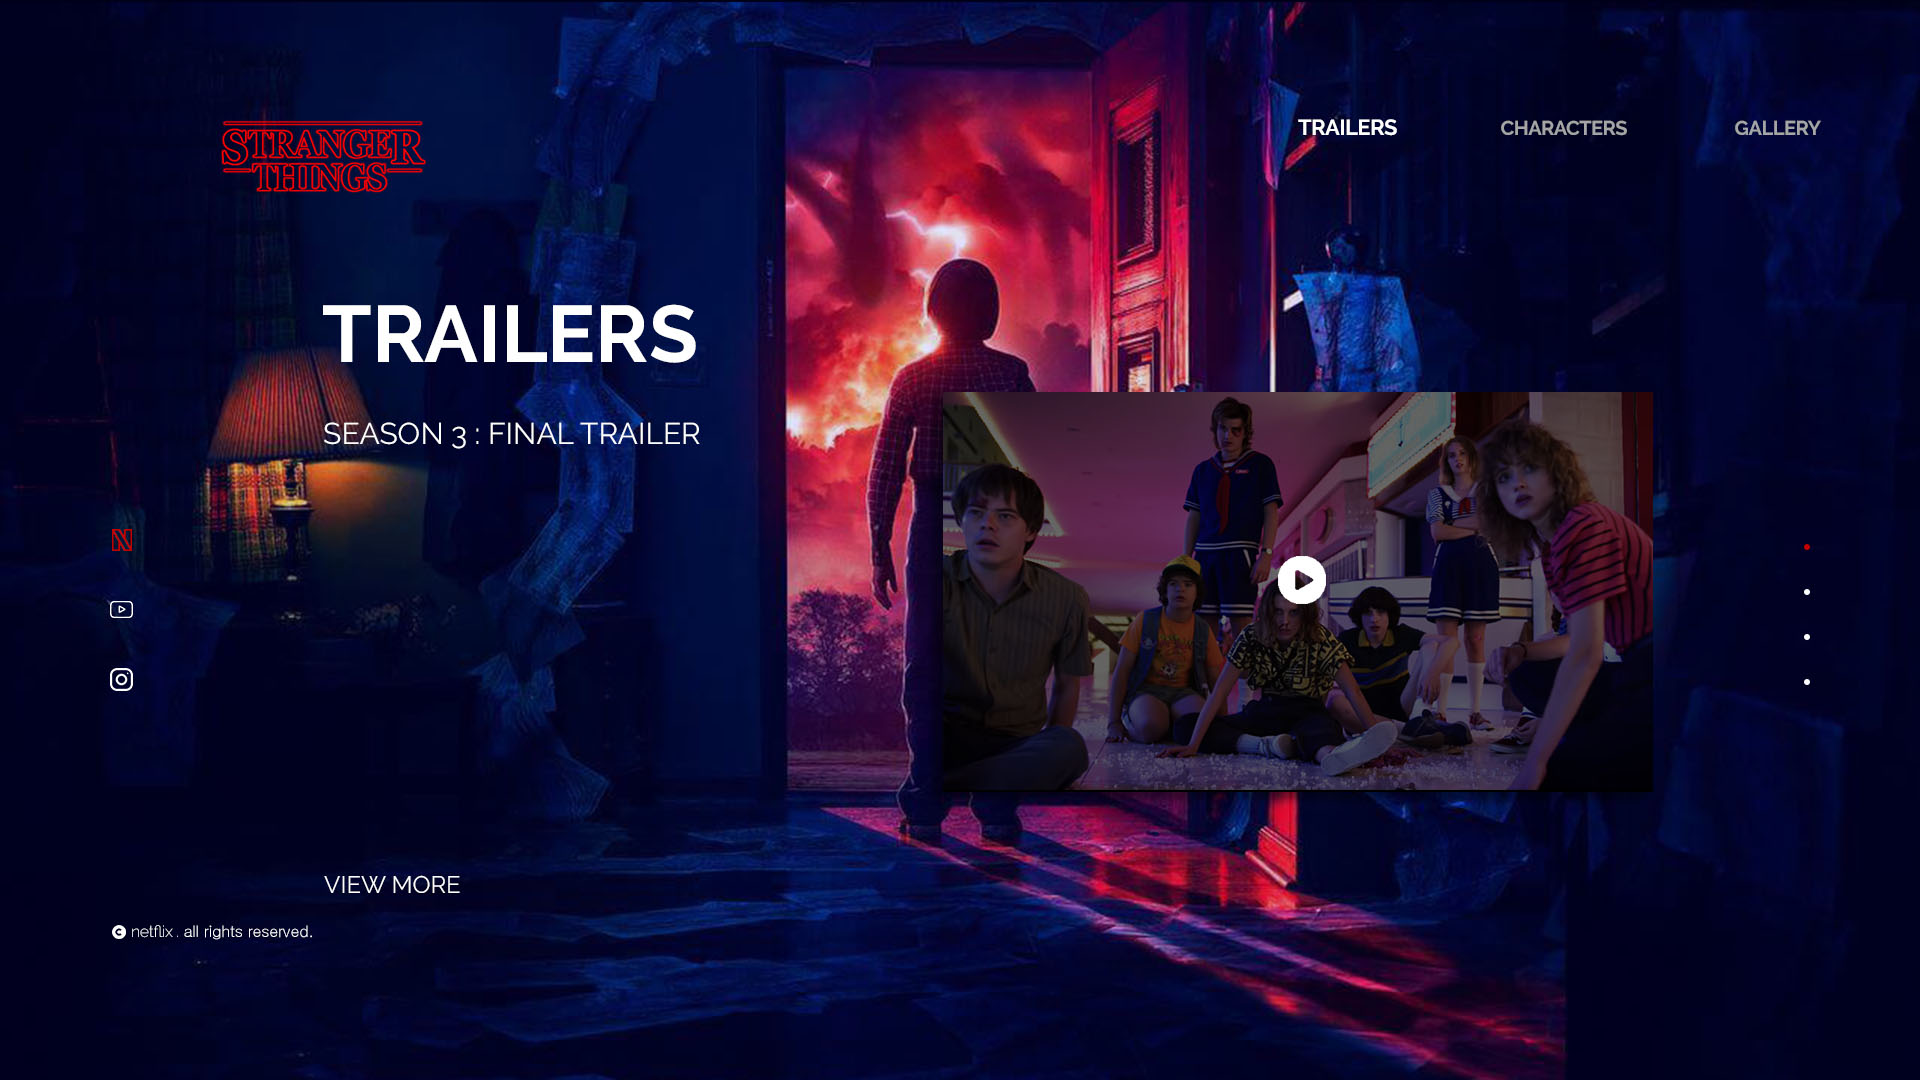 STRANGER
THINGS
TRAILERS
CHARACTERS
GALLERY
TRAILERS
SEASON 3 : FINAL TRAILER
VIEW MORE
© netflix . all rights reserved.